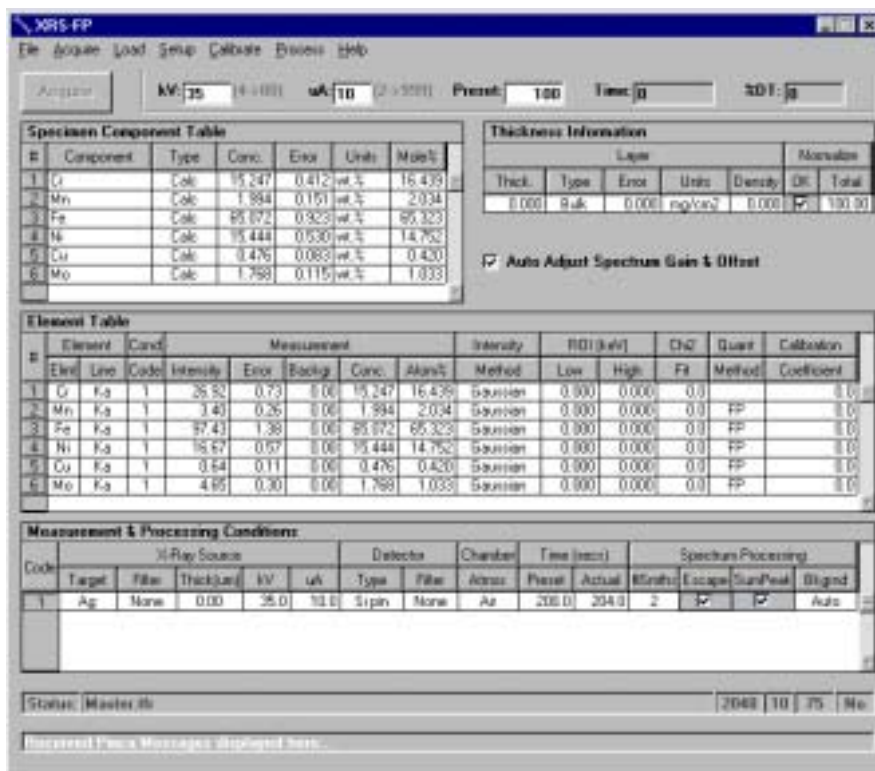 XRS-FP
File Acquire Load Setup Calibrate Process Help
Acquire kV: 35 uA: 10 Preset: 100 Time: 0 %DT: 0
Specimen Component Table
# Component Type Conc. Error Units Mole%
1 Cr Calc 15.247 0.412 wt.% 16.439
2 Mn Calc 1.994 0.151 wt.% 2.034
3 Fe Calc 65.072 0.923 wt.% 65.323
4 Ni Calc 15.444 0.530 wt.% 14.752
5 Cu Calc 0.476 0.083 wt.% 0.420
6 Mo Calc 1.768 0.115 wt.% 1.033
Thickness Information
Layer Normalize
Thick. Type Error Units Density OK Total
0.000 Bulk 0.000 mg/cm2 0.000 100.00
Auto Adjust Spectrum Gain & Offset
Element Table
# Element Cond Measurement Intensity ROI (keV) Chi2 Quant Calibration
Elmt Line Code Intensity Error Backgr Conc. Atom% Method Low High Fit Method Coefficient
1 Cr Ka 1 26.92 0.73 0.00 15.247 16.439 Gaussian 0.000 0.000 0.0 0.0
2 Mn Ka 1 3.40 0.26 0.00 1.994 2.034 Gaussian 0.000 0.000 0.0 FP 0.0
3 Fe Ka 1 97.43 1.38 0.00 65.072 65.323 Gaussian 0.000 0.000 0.0 FP 0.0
4 Ni Ka 1 16.67 0.57 0.00 15.444 14.752 Gaussian 0.000 0.000 0.0 FP 0.0
5 Cu Ka 1 0.64 0.11 0.00 0.476 0.420 Gaussian 0.000 0.000 0.0 FP 0.0
6 Mo Ka 1 4.65 0.30 0.00 1.768 1.033 Gaussian 0.000 0.000 0.0 FP 0.0
Measurement & Processing Conditions
Code X-Ray Source Detector Chamber Time (secs) Spectrum Processing
Target Filter Thick(um) kV uA Type Filter Atmos Preset Actual #Smths Escape SumPeak Bkgnd
1 Ag None 0.00 35.0 10.0 Si pin None Air 200.0 204.0 2 Auto
Status: Master.tfr 2048 10 75 No
Received Pmca Messages displayed here...